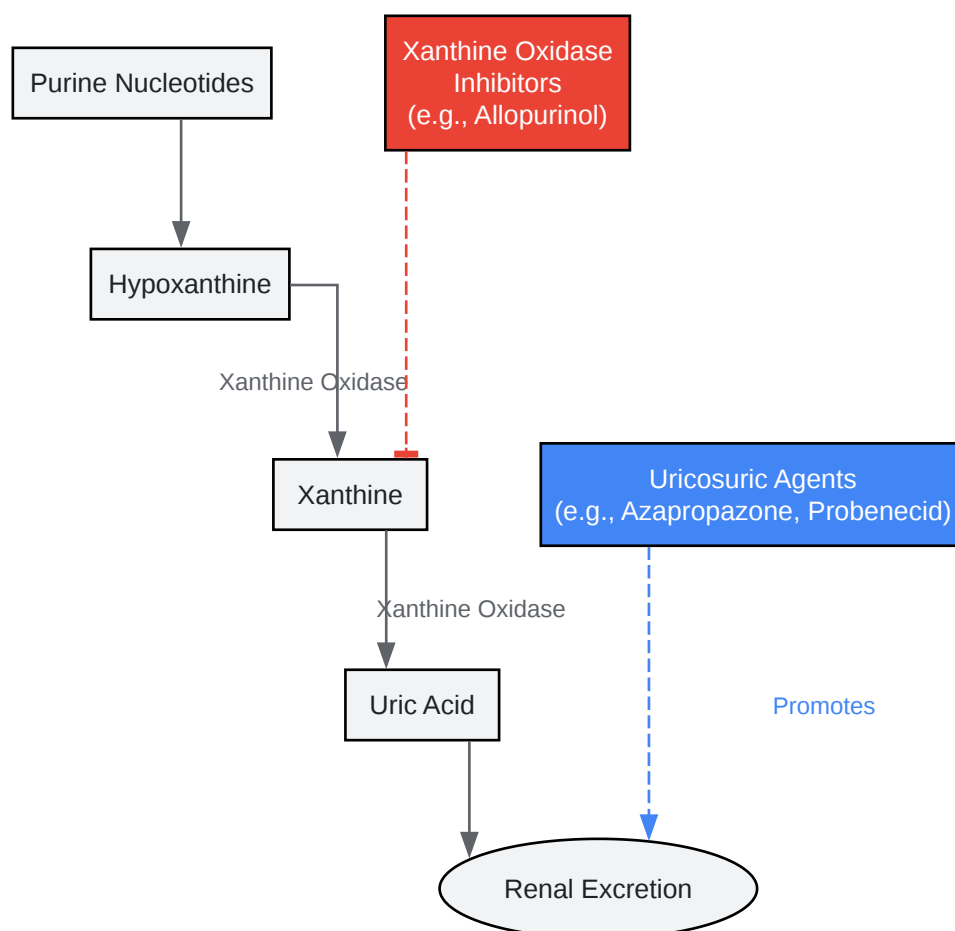 Xanthine Oxidase
Inhibitors
(e.g., Allopurinol)
Purine Nucleotides
Hypoxanthine
Xanthine Oxidase
Xanthine
Uricosuric Agents
(e.g., Azapropazone, Probenecid)
Xanthine Oxidase
Uric Acid
Promotes
Renal Excretion